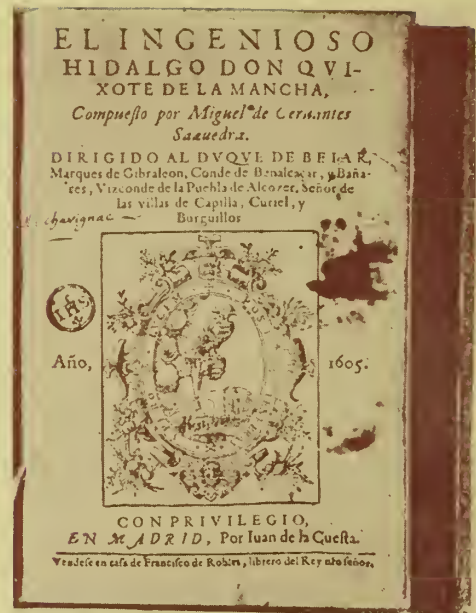 EL INGENIOSO
HIDALGO DON QVI-
XOTE DE LA MANCHA,
Compuesto por Miguel de Ceruantes
Saauedra.
DIRIGIDO AL DVQVE DE BEIAR,
Marques de Gibraleon, Conde de Benalcaçar, y Baña-
res, Vizconde de la Puebla de Alcozer, Señor de
las villas de Capilla, Curiel, y
Burguillos
chavignac
IHS
Año, 1605.
CON PRIVILEGIO,
EN MADRID, Por Iuan de la Cuesta.
Vendese en casa de Francisco de Robles, librero del Rey nro señor.